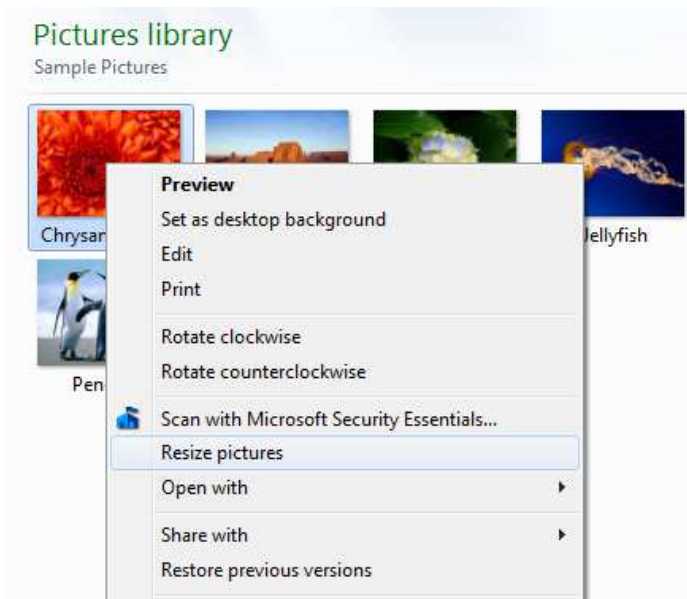 Pictures library
Sample Pictures
Chrysan
Jellyfish
Pen
Preview
Set as desktop background
Edit
Print
Rotate clockwise
Rotate counterclockwise
Scan with Microsoft Security Essentials...
Resize pictures
Open with
Share with
Restore previous versions